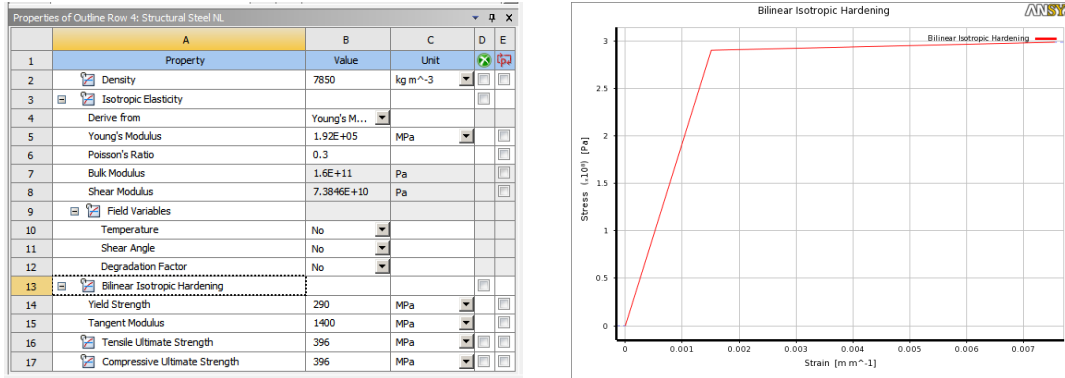 Properties of Outline Row 4: Structural Steel NL
A B C D E
1 Property Value Unit
2 Density 7850 kg m^-3
3 Isotropic Elasticity
4 Derive from Young's M...
5 Young's Modulus 1.92E+05 MPa
6 Poisson's Ratio 0.3
7 Bulk Modulus 1.6E+11 Pa
8 Shear Modulus 7.3846E+10 Pa
9 Field Variables
10 Temperature No
11 Shear Angle No
12 Degradation Factor No
13 Bilinear Isotropic Hardening
14 Yield Strength 290 MPa
15 Tangent Modulus 1400 MPa
16 Tensile Ultimate Strength 396 MPa
17 Compressive Ultimate Strength 396 MPa
Bilinear Isotropic Hardening
ANSY
Bilinear Isotropic Hardening
3
2.5
2
1.5
1
0.5
0
Stress (.10⁸) [Pa]
0 0.001 0.002 0.003 0.004 0.005 0.006 0.007
Strain [m m^-1]